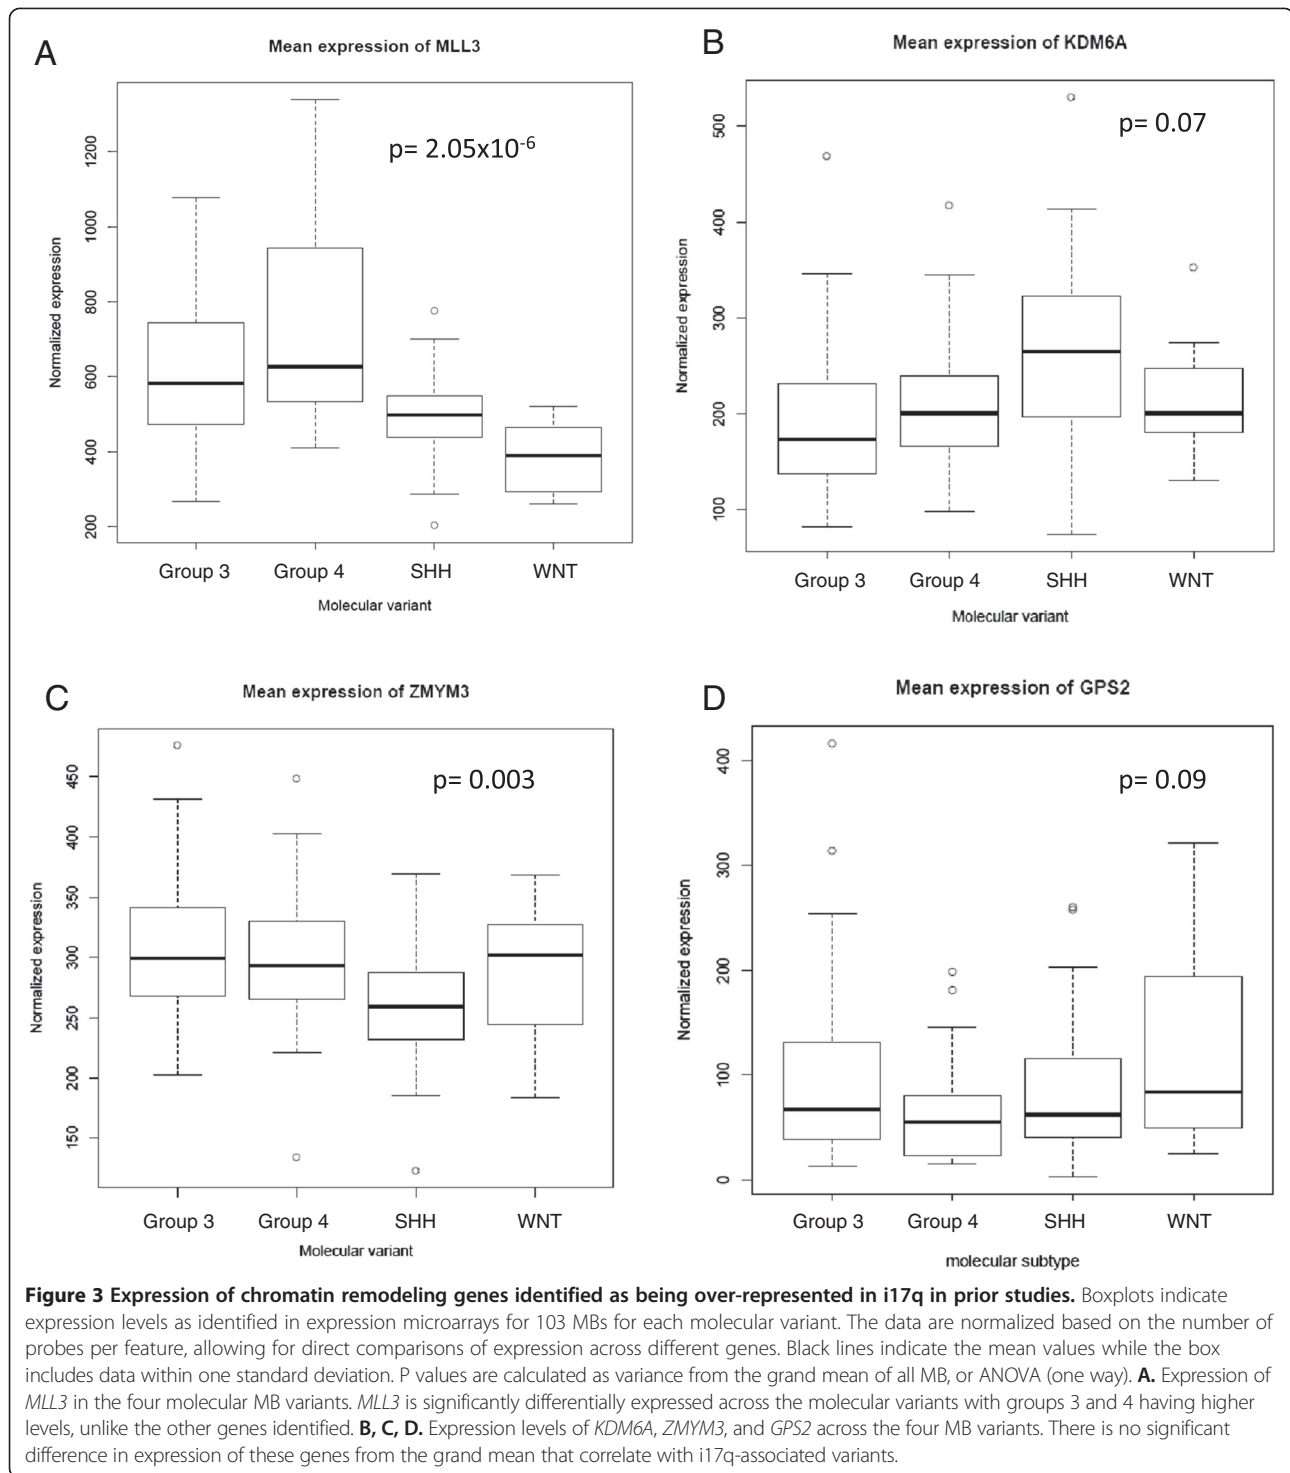 A
Mean expression of MLL3
p= 2.05x10-6
Normalized expression
1200
1000
800
600
400
200
Group 3 Group 4 SHH WNT
Molecular variant
B
Mean expression of KDM6A
p= 0.07
Normalized expression
500
400
300
200
100
Group 3 Group 4 SHH WNT
Molecular variant
C
Mean expression of ZMYM3
p= 0.003
Normalized expression
450
400
350
300
250
200
150
Group 3 Group 4 SHH WNT
Molecular variant
D
Mean expression of GPS2
p= 0.09
Normalized expression
400
300
200
100
0
Group 3 Group 4 SHH WNT
molecular subtype
Figure 3 Expression of chromatin remodeling genes identified as being over-represented in i17q in prior studies. Boxplots indicate
expression levels as identified in expression microarrays for 103 MBs for each molecular variant. The data are normalized based on the number of
probes per feature, allowing for direct comparisons of expression across different genes. Black lines indicate the mean values while the box
includes data within one standard deviation. P values are calculated as variance from the grand mean of all MB, or ANOVA (one way). A. Expression of
MLL3 in the four molecular MB variants. MLL3 is significantly differentially expressed across the molecular variants with groups 3 and 4 having higher
levels, unlike the other genes identified. B, C, D. Expression levels of KDM6A, ZMYM3, and GPS2 across the four MB variants. There is no significant
difference in expression of these genes from the grand mean that correlate with i17q-associated variants.